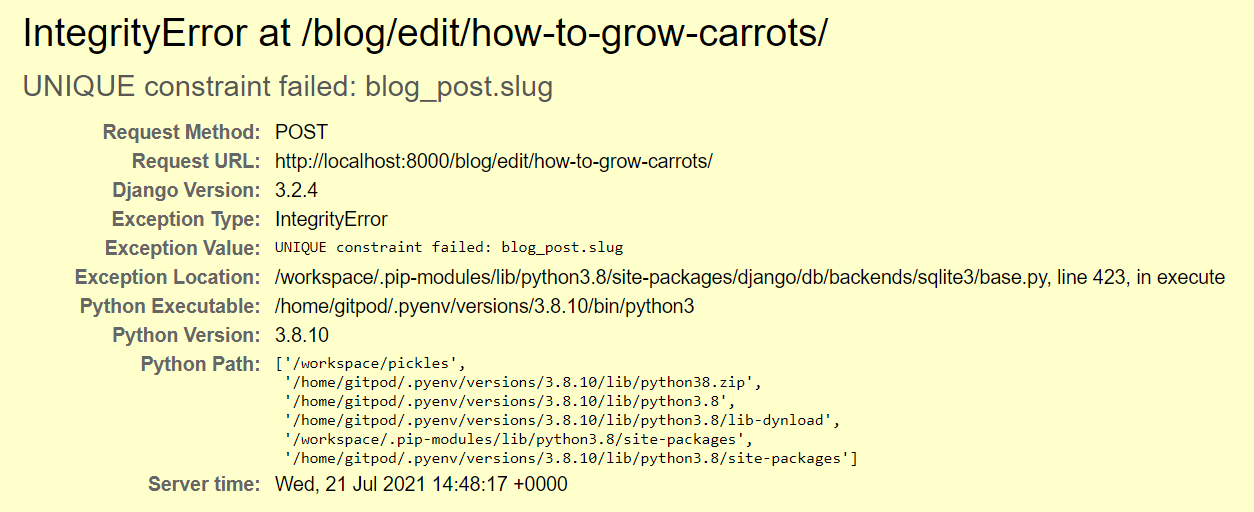 IntegrityError at /blog/edit/how-to-grow-carrots/
UNIQUE constraint failed: blog_post.slug
Request Method: POST
Request URL: http://localhost:8000/blog/edit/how-to-grow-carrots/
Django Version: 3.2.4
Exception Type: IntegrityError
Exception Value: UNIQUE constraint failed: blog_post.slug
Exception Location: /workspace/.pip-modules/lib/python3.8/site-packages/django/db/backends/sqlite3/base.py, line 423, in execute
Python Executable: /home/gitpod/.pyenv/versions/3.8.10/bin/python3
Python Version: 3.8.10
Python Path: ['/workspace/pickles',
'/home/gitpod/.pyenv/versions/3.8.10/lib/python38.zip',
'/home/gitpod/.pyenv/versions/3.8.10/lib/python3.8',
'/home/gitpod/.pyenv/versions/3.8.10/lib/python3.8/lib-dynload',
'/workspace/.pip-modules/lib/python3.8/site-packages',
'/home/gitpod/.pyenv/versions/3.8.10/lib/python3.8/site-packages']
Server time: Wed, 21 Jul 2021 14:48:17 +0000